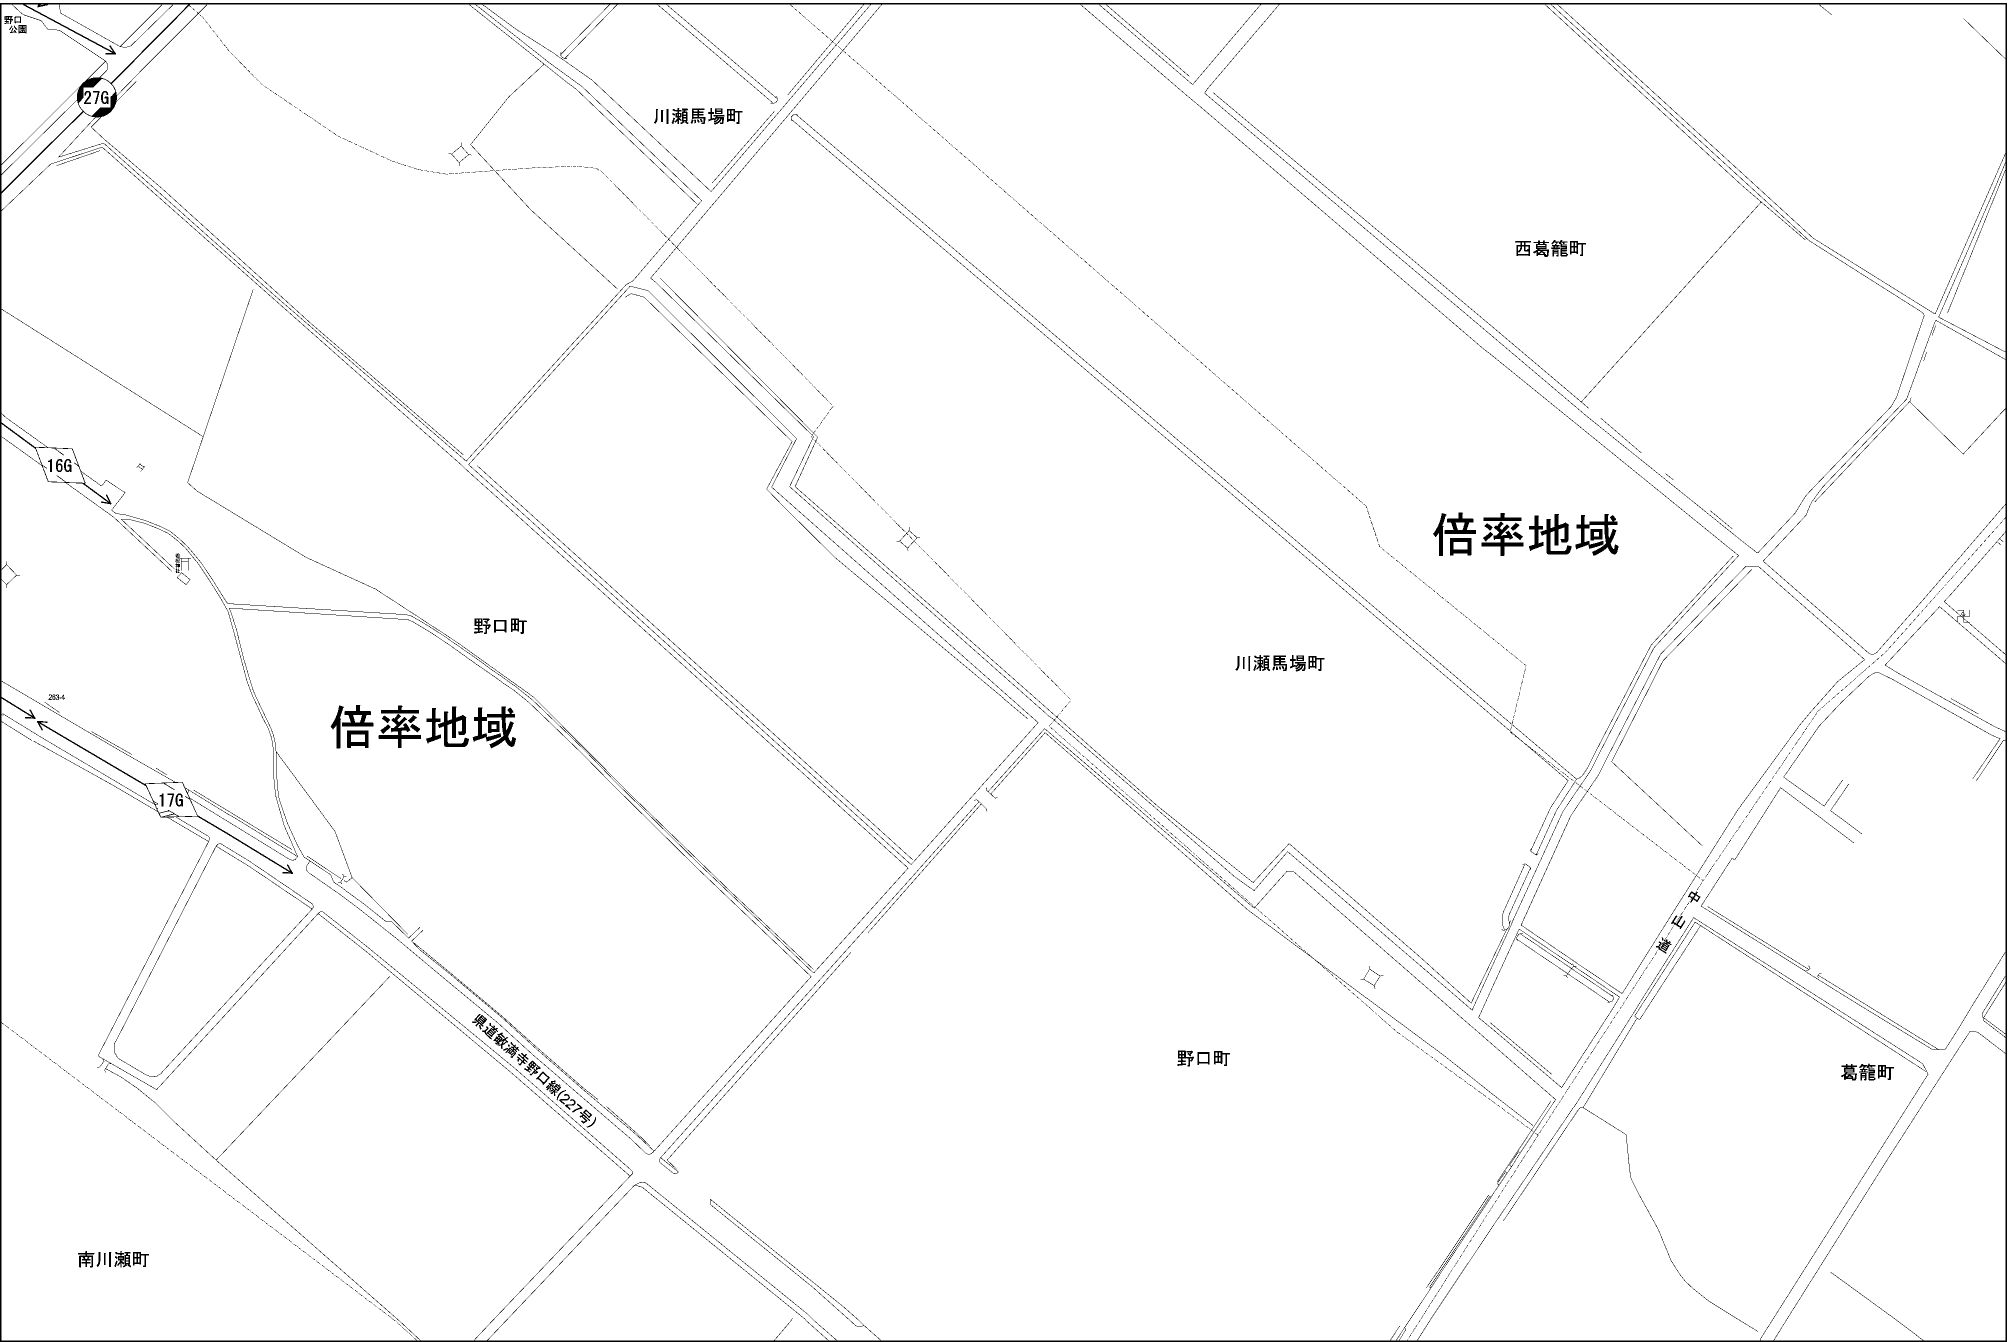 野口
公園
27G
川瀬馬場町
西葛籠町
16G
倍率地域
野口町
川瀬馬場町
263-4
倍率地域
17G
中山道
県道敏満寺野口線(227号)
野口町
葛籠町
南川瀬町